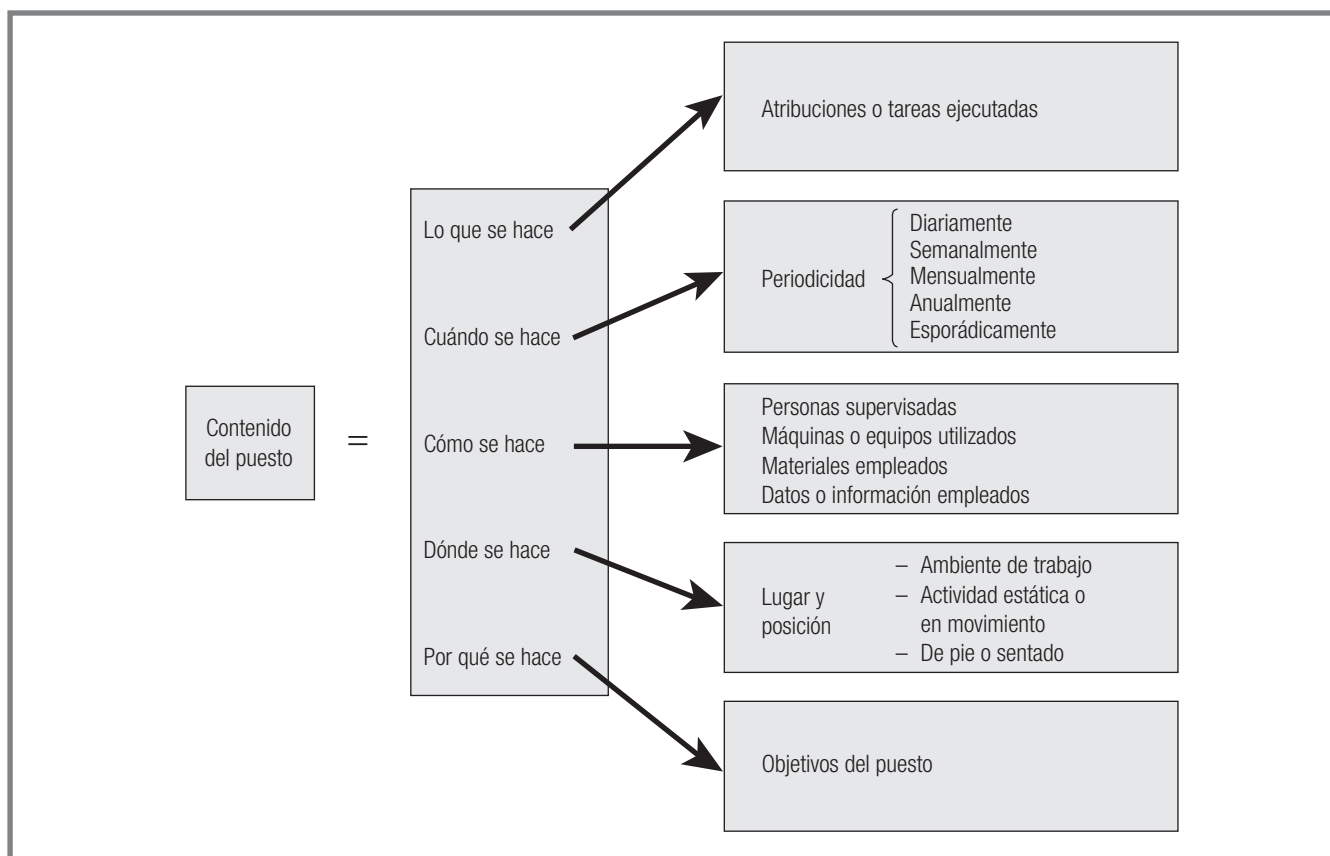 Contenido
del puesto
=
Lo que se hace
Cuándo se hace
Cómo se hace
Dónde se hace
Por qué se hace
Atribuciones o tareas ejecutadas
Periodicidad
Diariamente
Semanalmente
Mensualmente
Anualmente
Esporádicamente
Personas supervisadas
Máquinas o equipos utilizados
Materiales empleados
Datos o información empleados
Lugar y
posición
– Ambiente de trabajo
– Actividad estática o
en movimiento
– De pie o sentado
Objetivos del puesto